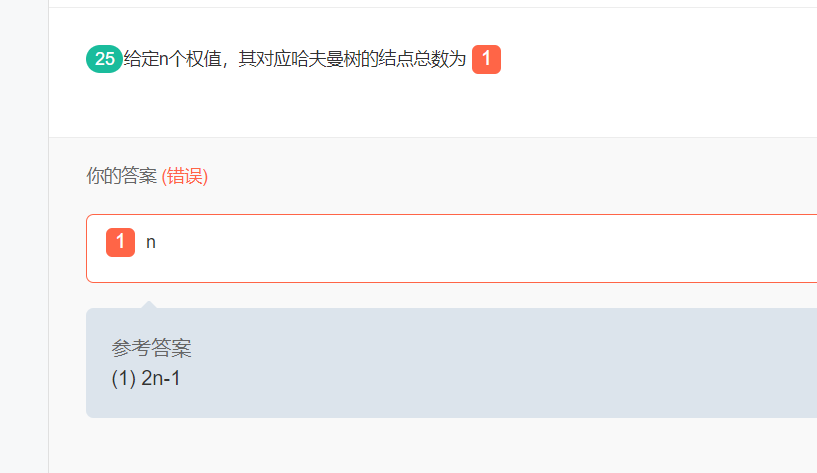 25 给定n个权值，其对应哈夫曼树的结点总数为 1
你的答案 (错误)
1 n
参考答案
(1) 2n-1